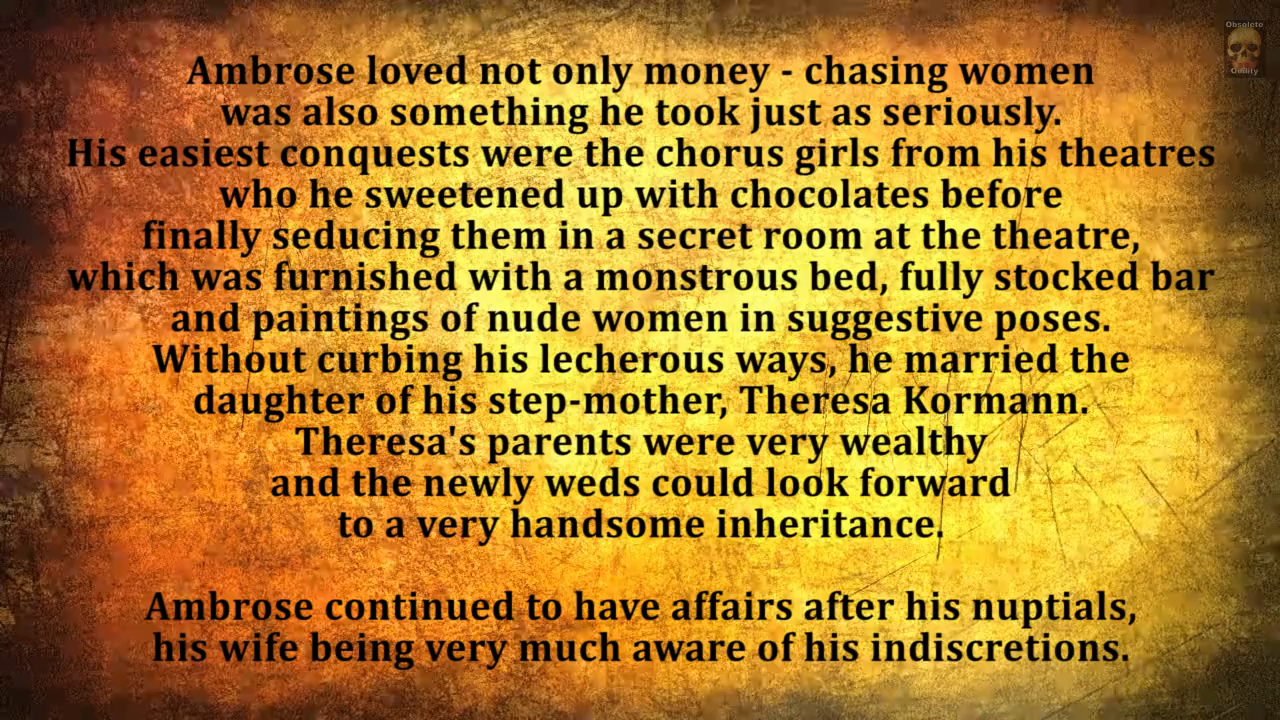 Obsolete
Oddity
Ambrose loved not only money - chasing women
was also something he took just as seriously.
His easiest conquests were the chorus girls from his theatres
who he sweetened up with chocolates before
finally seducing them in a secret room at the theatre,
which was furnished with a monstrous bed, fully stocked bar
and paintings of nude women in suggestive poses.
Without curbing his lecherous ways, he married the
daughter of his step-mother, Theresa Kormann.
Theresa's parents were very wealthy
and the newly weds could look forward
to a very handsome inheritance.
Ambrose continued to have affairs after his nuptials,
his wife being very much aware of his indiscretions.